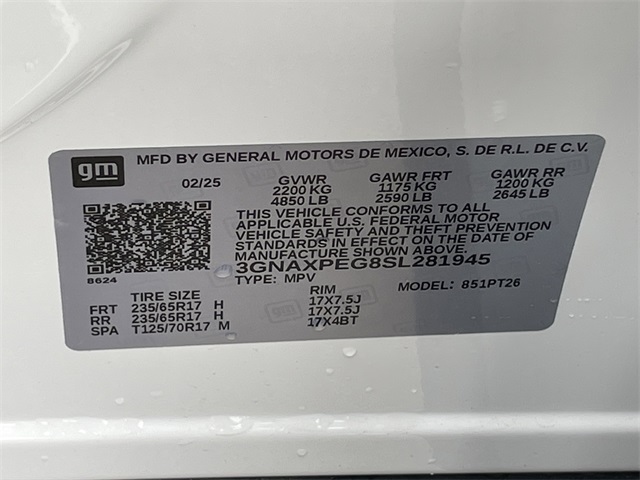 gm MFD BY GENERAL MOTORS DE MEXICO, S. DE R.L. DE C.V.
02/25 GVWR GAWR FRT GAWR RR
2200 KG 1175 KG 1200 KG
4850 LB 2590 LB 2645 LB
THIS VEHICLE CONFORMS TO ALL
APPLICABLE U.S. FEDERAL MOTOR
VEHICLE SAFETY AND THEFT PREVENTION
STANDARDS IN EFFECT ON THE DATE OF
MANUFACTURE SHOWN ABOVE.
3GNAXPEG8SL281945
B624
TYPE: MPV MODEL: 851PT26
TIRE SIZE RIM
FRT 235/65R17 H 17X7.5J
RR 235/65R17 H 17X7.5J
SPA T125/70R17 M 17X4BT